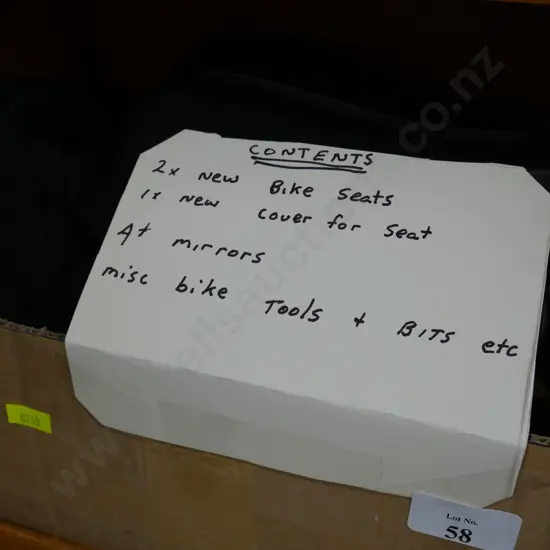 CONTENTS
2x new Bike Seats
1x new cover for seat
4+ mirrors
misc bike Tools + BITS etc
Lot No.
58